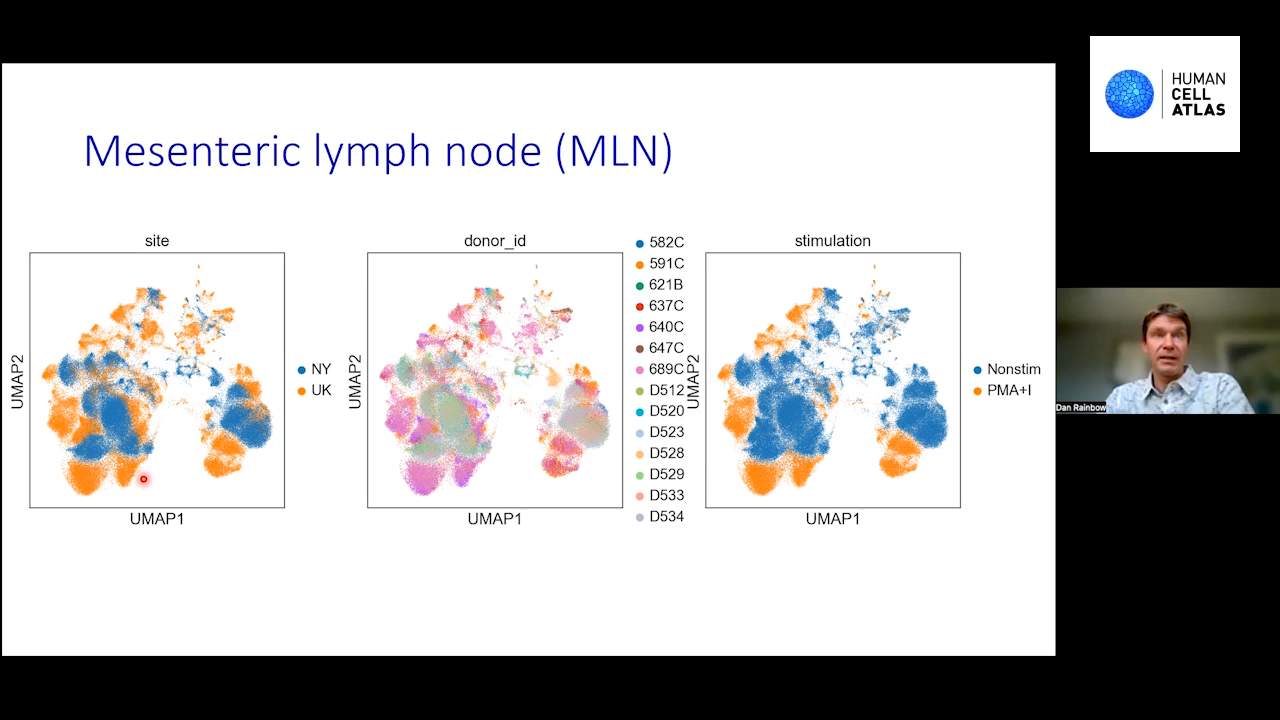 HUMAN
CELL
ATLAS
Mesenteric lymph node (MLN)
site
UMAP2
UMAP1
NY
UK
donor_id
UMAP2
UMAP1
582C
591C
621B
637C
640C
647C
689C
D512
D520
D523
D528
D529
D533
D534
stimulation
UMAP2
UMAP1
Nonstim
PMA+I
Dan Rainbow